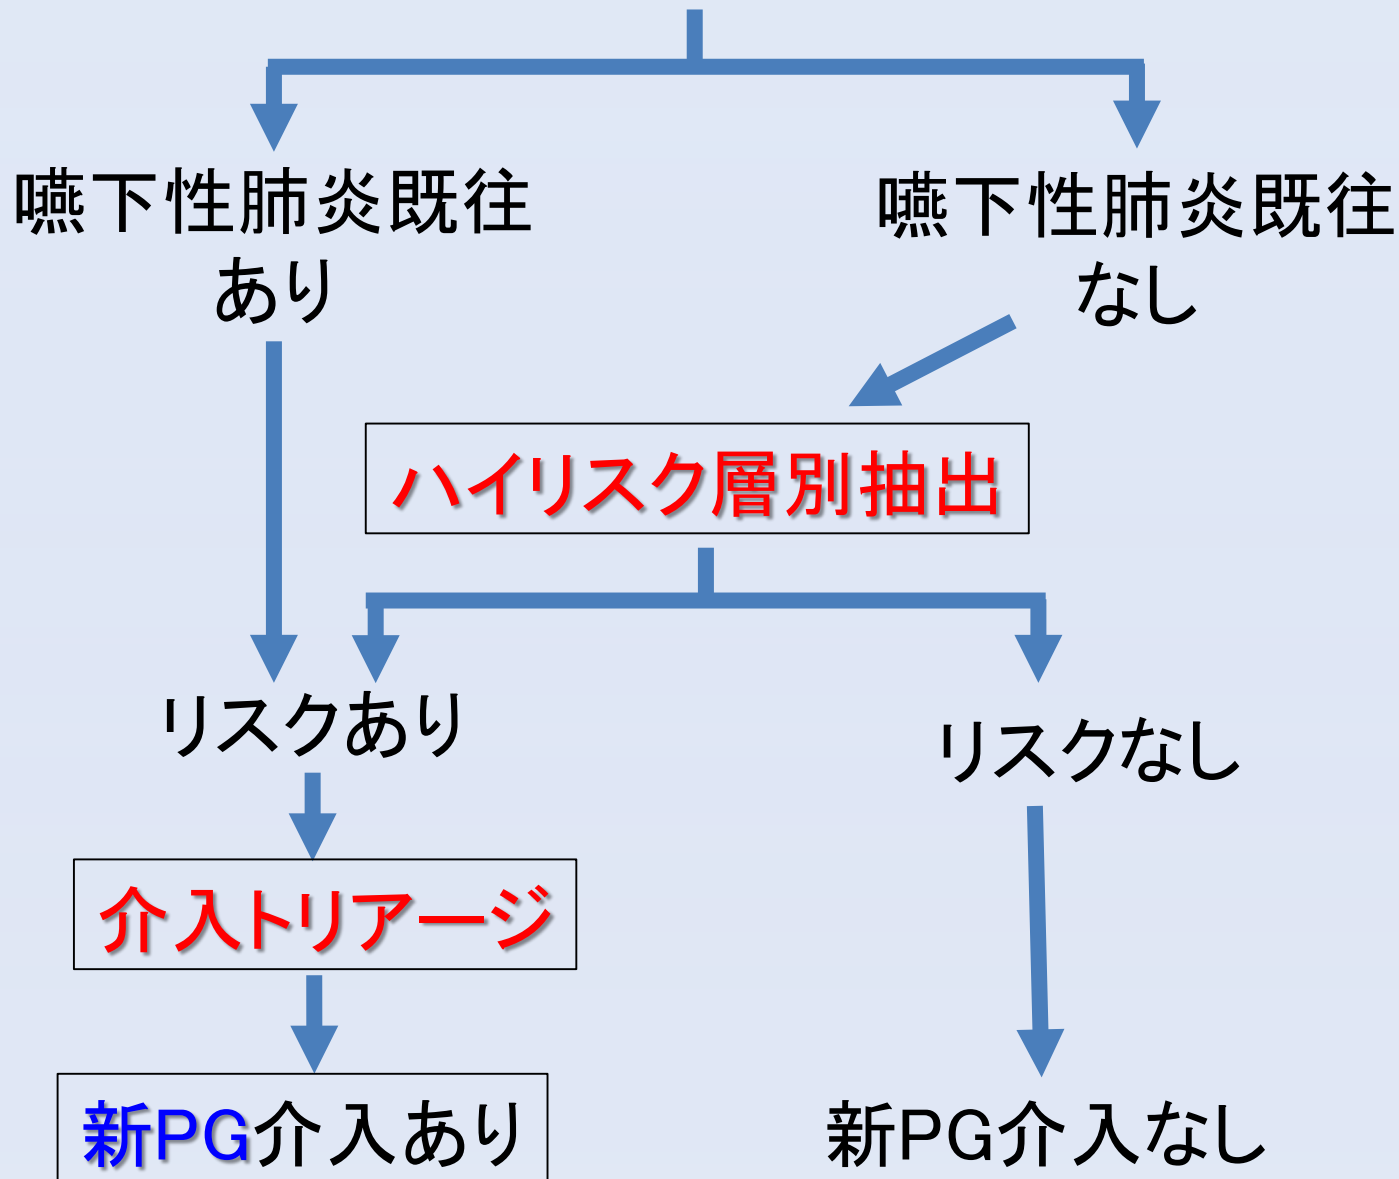 嚥下性肺炎既往
あり
嚥下性肺炎既往
なし
ハイリスク層別抽出
リスクあり
リスクなし
介入トリアージ
新PG介入あり
新PG介入なし